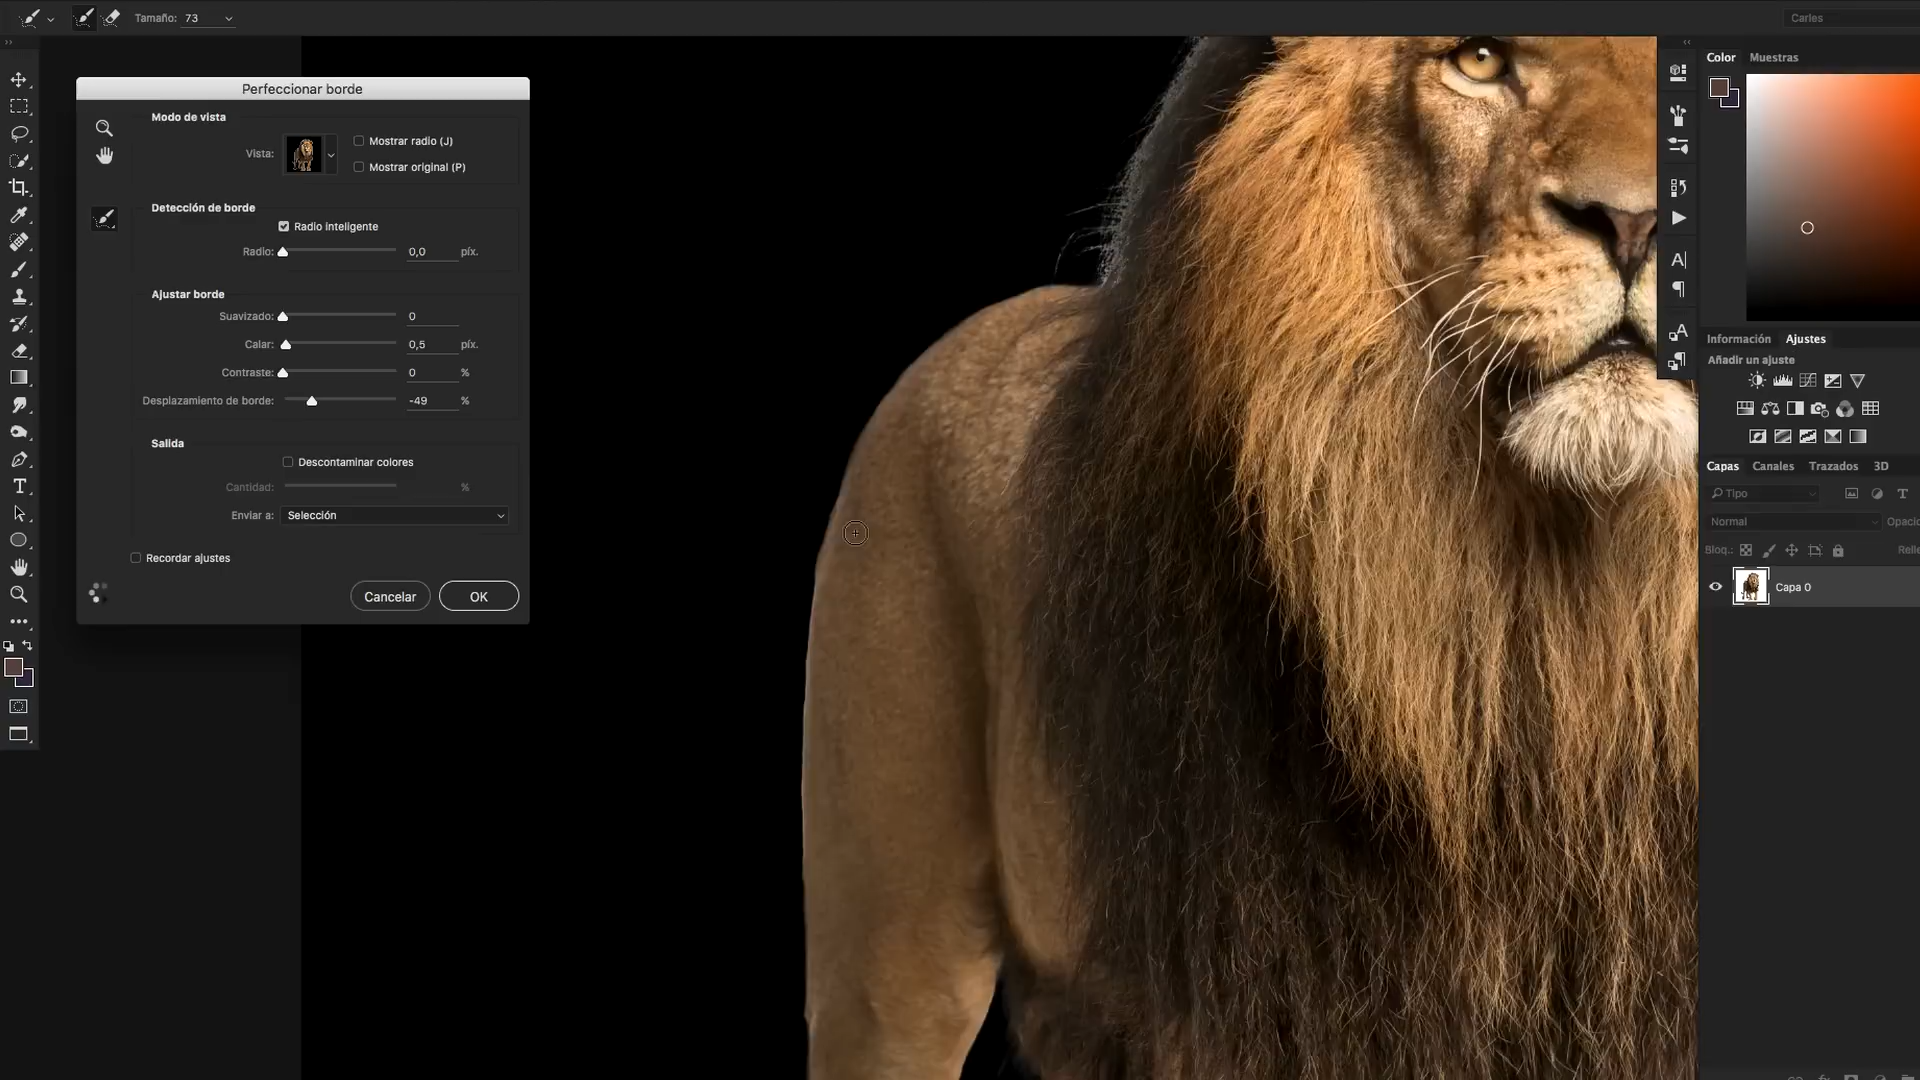 Tamaño: 73
Carles
Perfeccionar borde
Modo de vista
Vista:
Mostrar radio (J)
Mostrar original (P)
Detección de borde
Radio inteligente
Radio: 0,0 píx.
Ajustar borde
Suavizado: 0
Calar: 0,5 píx.
Contraste: 0 %
Desplazamiento de borde: -49 %
Salida
Descontaminar colores
Cantidad: %
Enviar a: Selección
Recordar ajustes
Cancelar OK
Color Muestras
Información Ajustes
Añadir un ajuste
Capas Canales Trazados 3D
Tipo
Normal Opacid
Bloq.: Relle
Capa 0